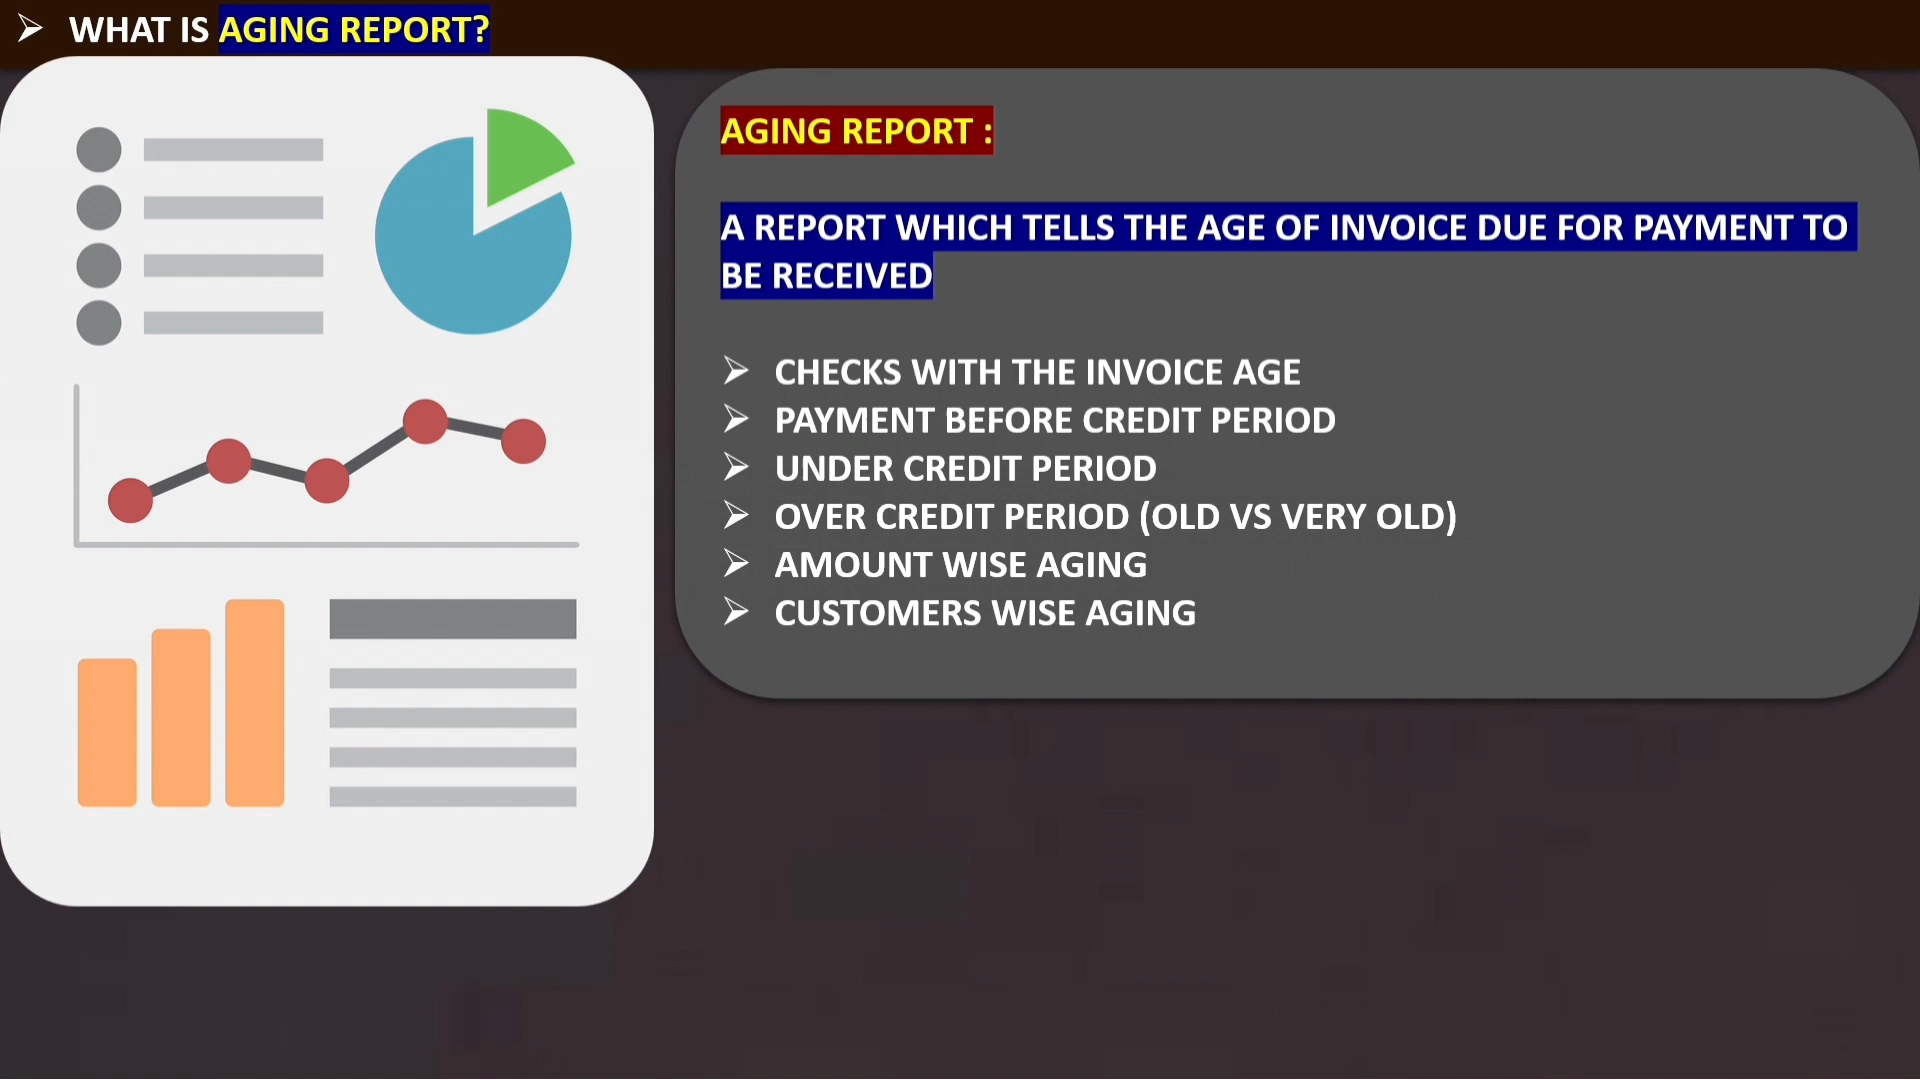 ➢ WHAT IS AGING REPORT?
AGING REPORT :
A REPORT WHICH TELLS THE AGE OF INVOICE DUE FOR PAYMENT TO
BE RECEIVED
➢ CHECKS WITH THE INVOICE AGE
➢ PAYMENT BEFORE CREDIT PERIOD
➢ UNDER CREDIT PERIOD
➢ OVER CREDIT PERIOD (OLD VS VERY OLD)
➢ AMOUNT WISE AGING
➢ CUSTOMERS WISE AGING